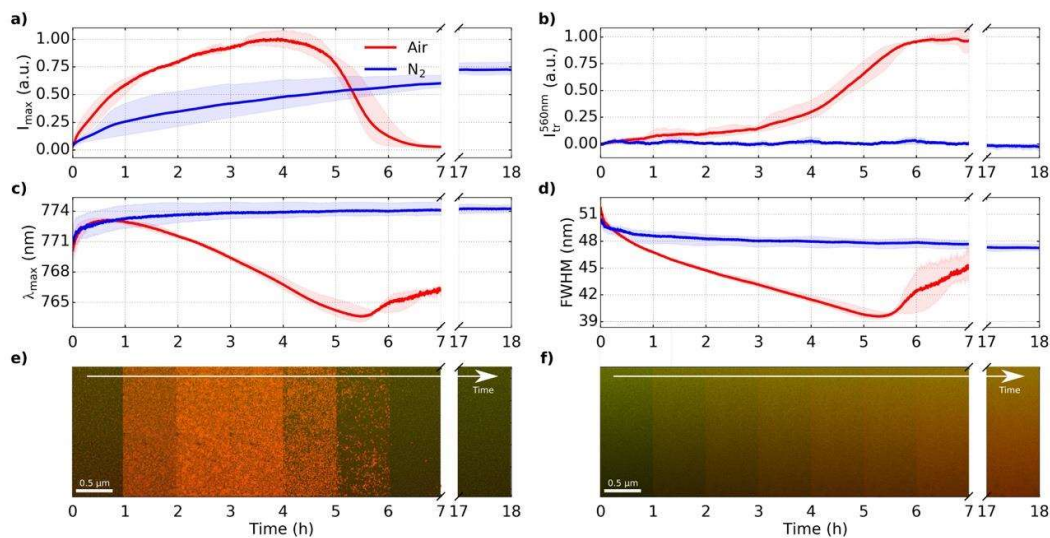 a)
1.00
0.75
0.50
0.25
0.00
I_max (a.u.)
Air
N₂
0 1 2 3 4 5 6 7 17 18
b)
1.00
0.75
0.50
0.25
0.00
I_tr^560nm (a.u.)
0 1 2 3 4 5 6 7 17 18
c)
774
771
768
765
λ_max (nm)
0 1 2 3 4 5 6 7 17 18
d)
51
48
45
42
39
FWHM (nm)
0 1 2 3 4 5 6 7 17 18
e)
Time
0.5 μm
0 1 2 3 4 5 6 7 17 18
Time (h)
f)
Time
0.5 μm
0 1 2 3 4 5 6 7 17 18
Time (h)